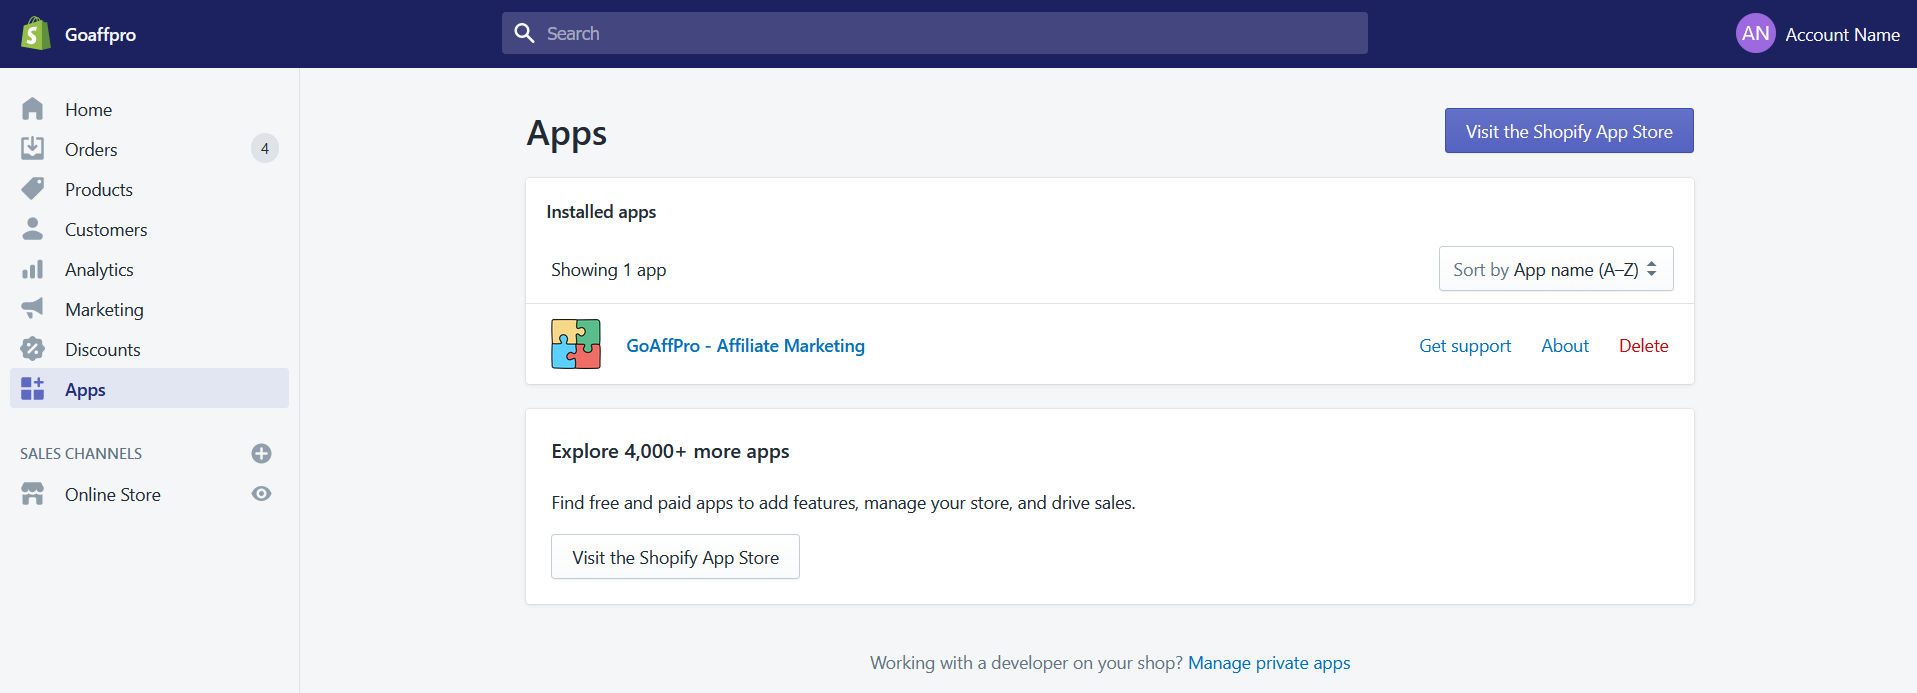 Goaffpro
Search
AN Account Name
Home
Orders 4
Products
Customers
Analytics
Marketing
Discounts
Apps
SALES CHANNELS
Online Store
Apps
Visit the Shopify App Store
Installed apps
Showing 1 app
Sort by App name (A–Z)
GoAffPro - Affiliate Marketing
Get support About Delete
Explore 4,000+ more apps
Find free and paid apps to add features, manage your store, and drive sales.
Visit the Shopify App Store
Working with a developer on your shop? Manage private apps